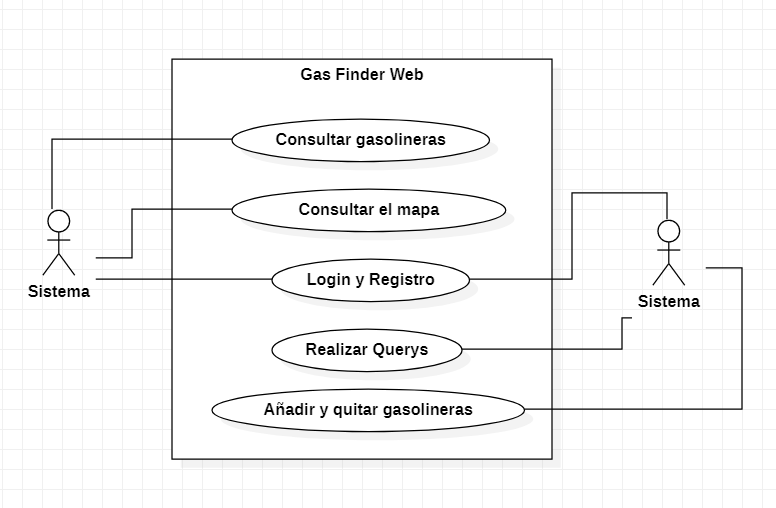 Gas Finder Web
Consultar gasolineras
Consultar el mapa
Login y Registro
Sistema
Sistema
Realizar Querys
Añadir y quitar gasolineras